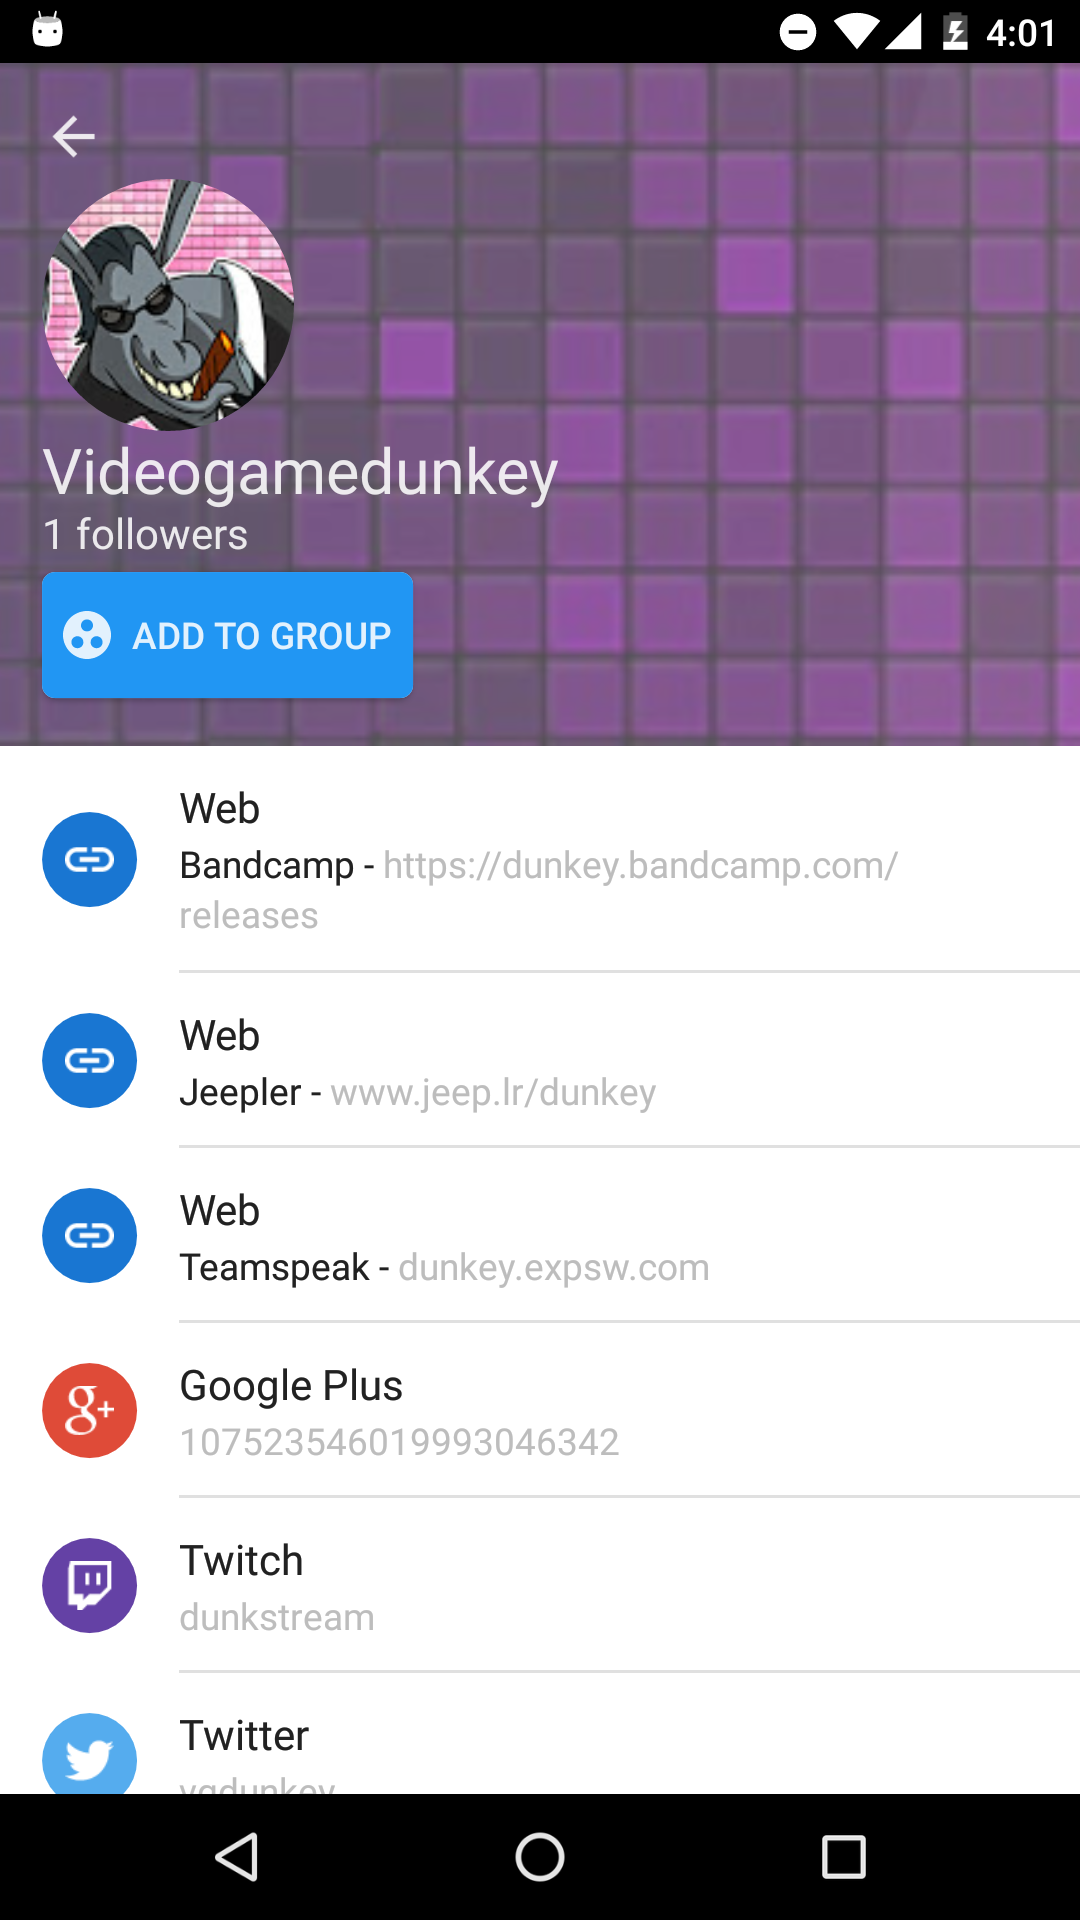 4:01
Videogamedunkey
1 followers
ADD TO GROUP
Web
Bandcamp - https://dunkey.bandcamp.com/
releases
Web
Jeepler - www.jeep.lr/dunkey
Web
Teamspeak - dunkey.expsw.com
g+
Google Plus
107523546019993046342
Twitch
dunkstream
Twitter
vgdunkey